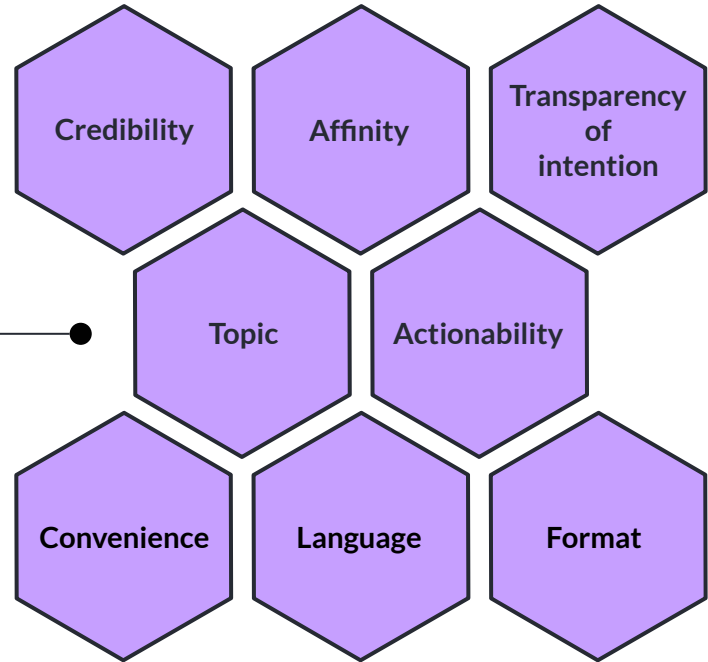 Credibility
Affinity
Transparency
of
intention
Topic
Actionability
Convenience
Language
Format